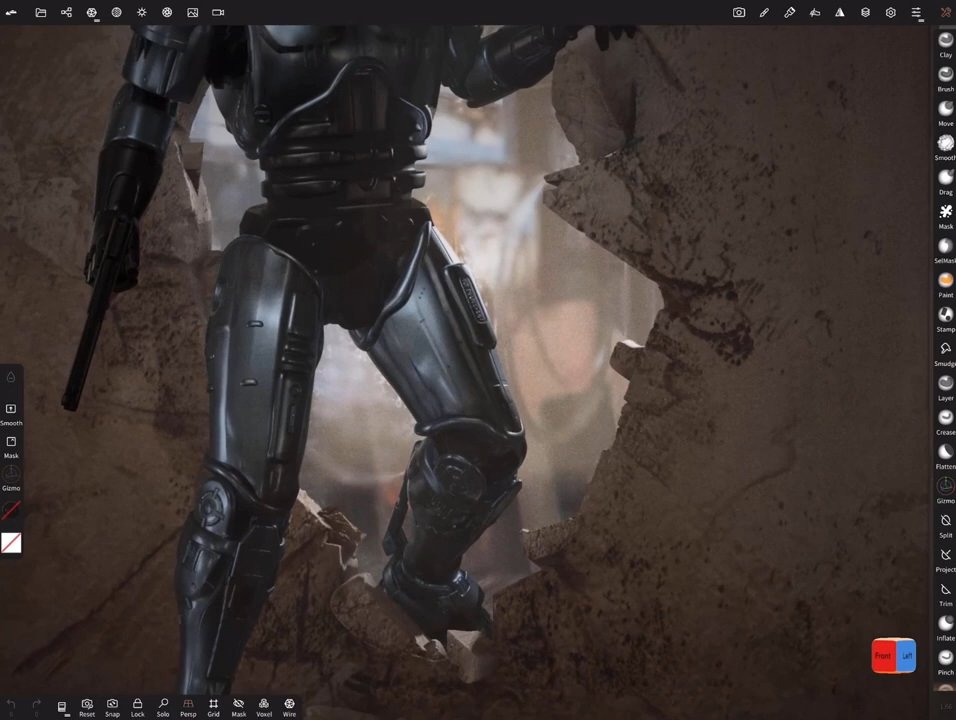 Clay
Brush
Move
Smooth
Drag
Mask
SelMask
Paint
Stamp
Smudge
Layer
Crease
Flatten
Gizmo
Split
Project
Trim
Inflate
Pinch
Smooth
Mask
Gizmo
Front
Left
Reset
Snap
Lock
Solo
Persp
Grid
Mask
Voxel
Wire